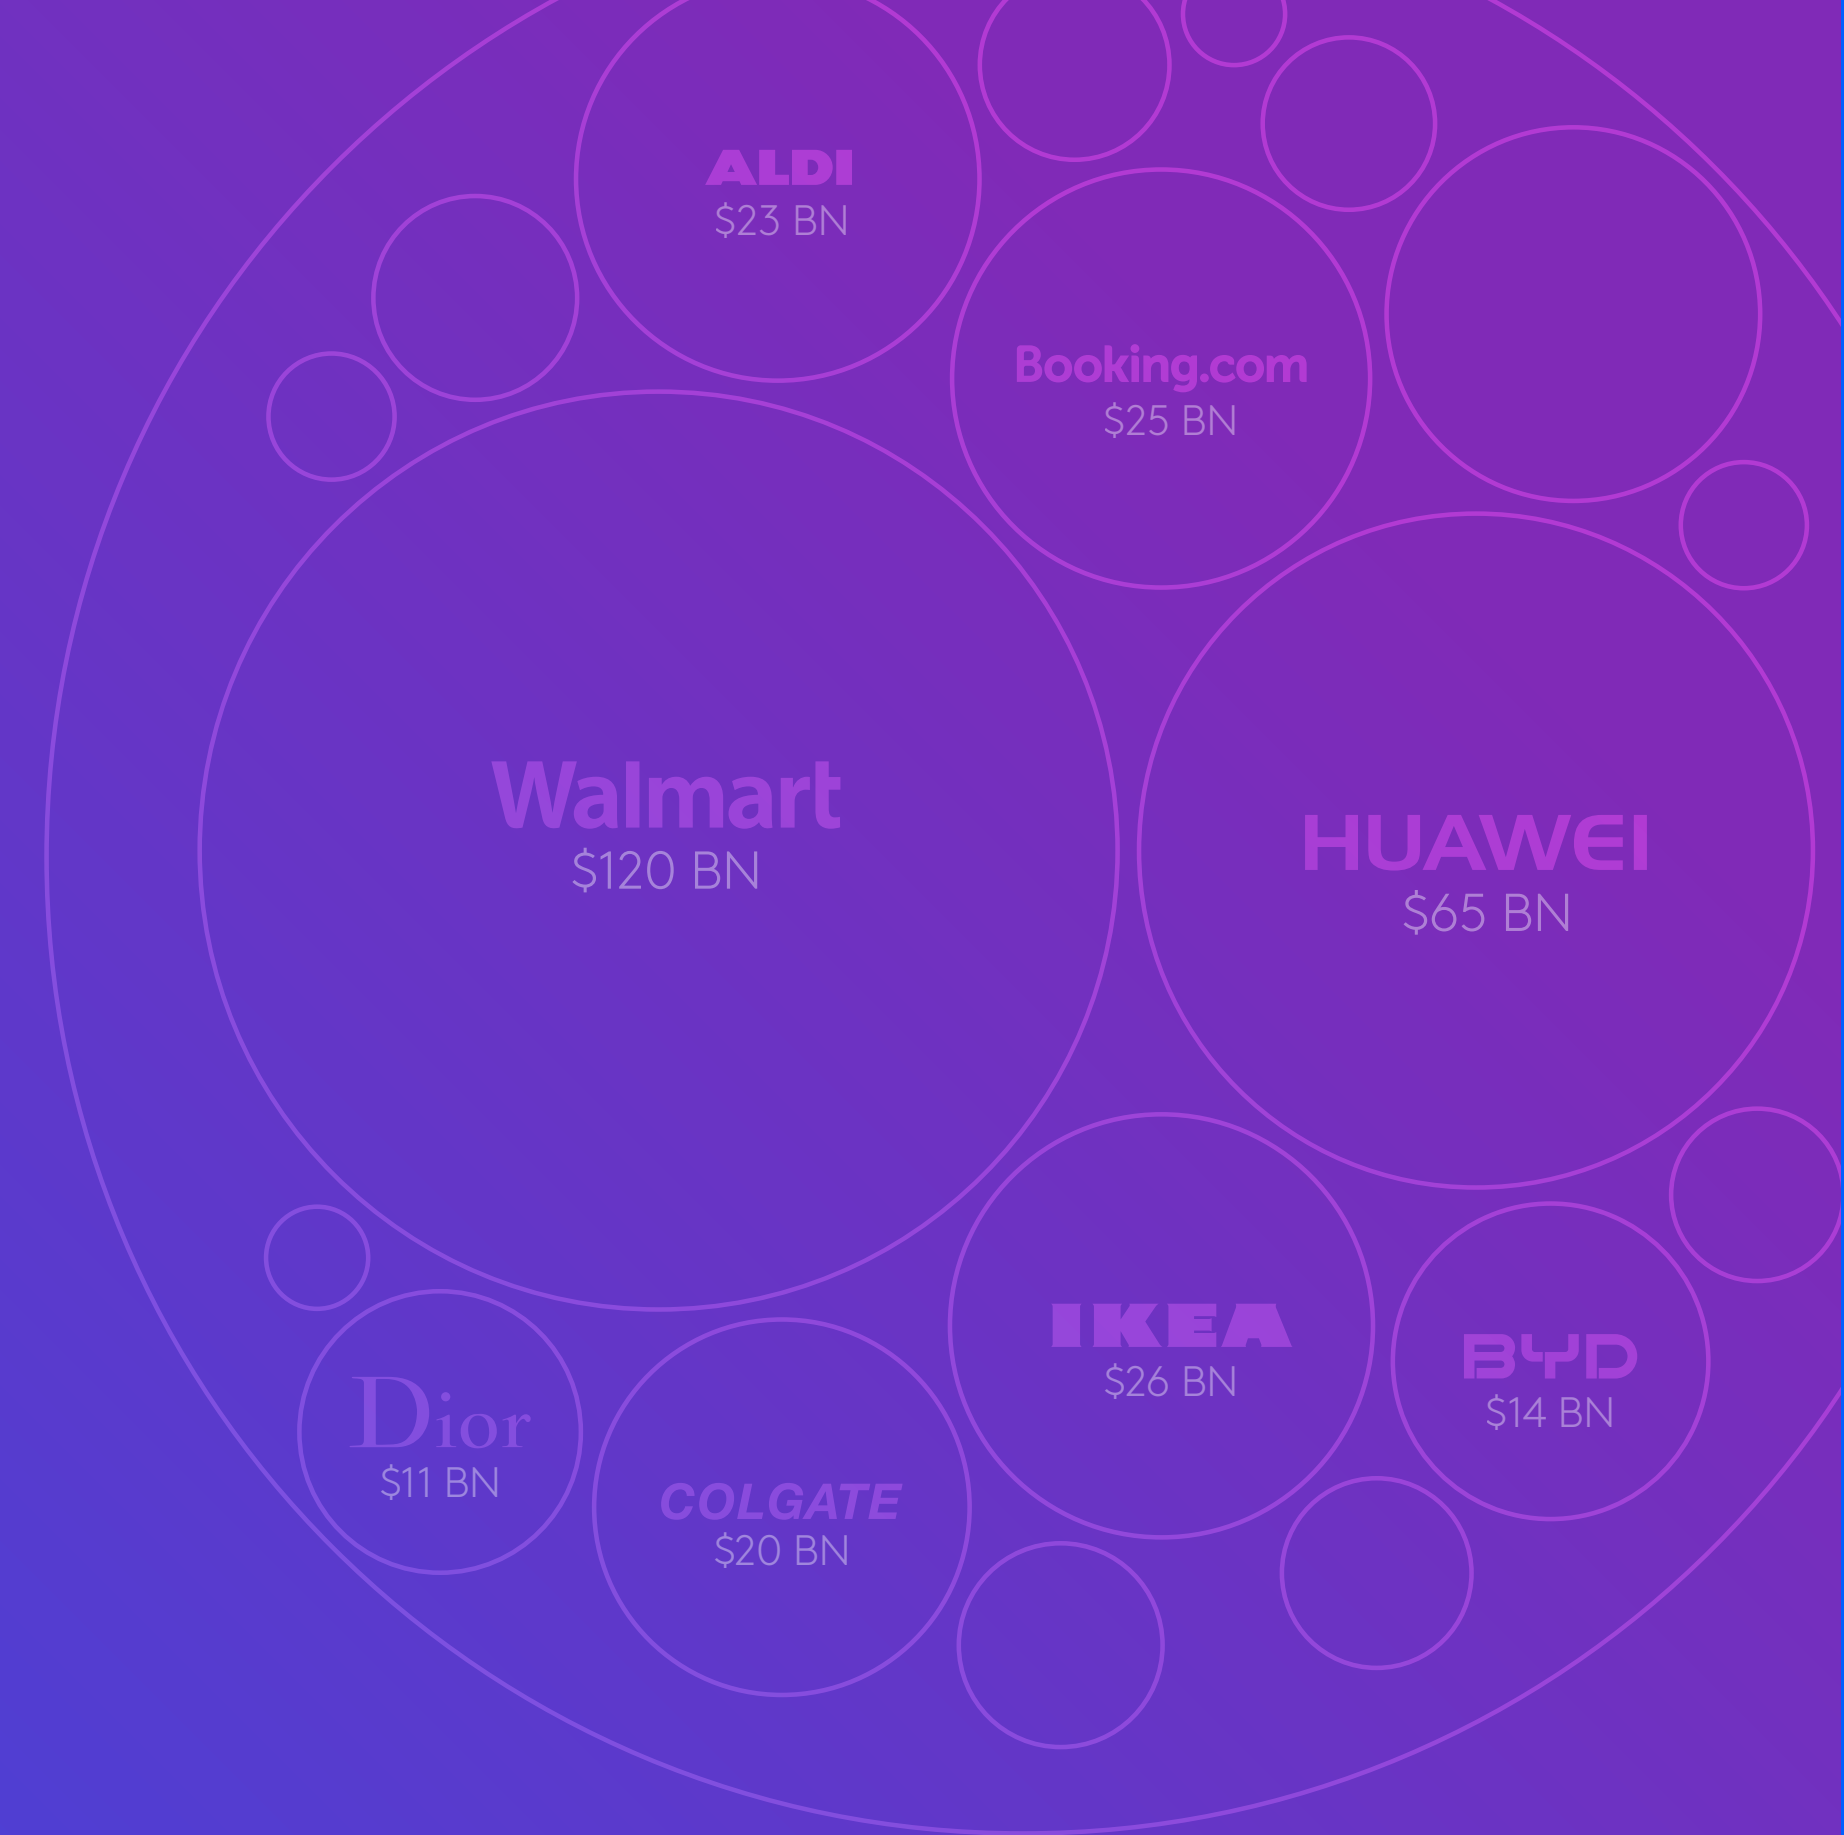 ALDI
$23 BN
Booking.com
$25 BN
Walmart
$120 BN
HUAWEI
$65 BN
IKEA
$26 BN
BYD
$14 BN
Dior
$11 BN
COLGATE
$20 BN